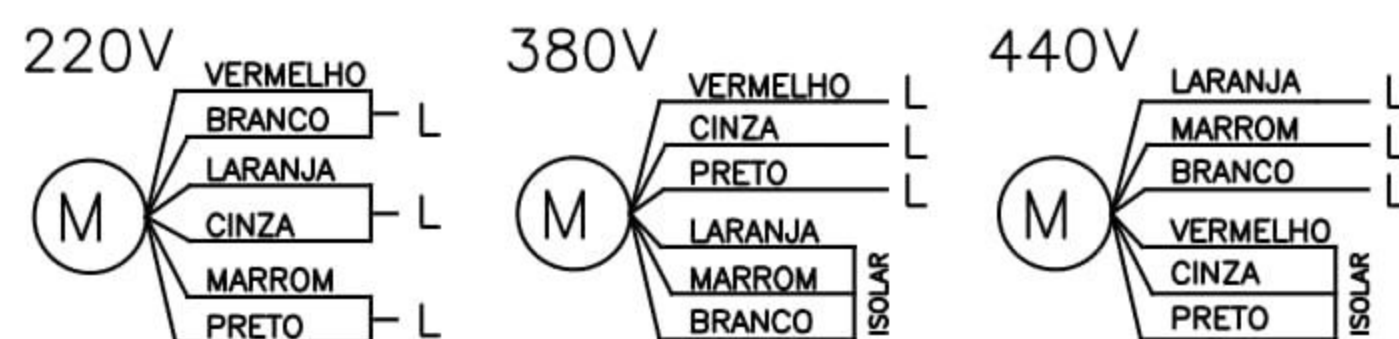 220V
VERMELHO
BRANCO
L
LARANJA
CINZA
L
MARROM
PRETO
L
M
380V
VERMELHO L
CINZA L
PRETO L
LARANJA
MARROM
BRANCO
ISOLAR
M
440V
LARANJA L
MARROM L
BRANCO L
VERMELHO
CINZA
PRETO
ISOLAR
M